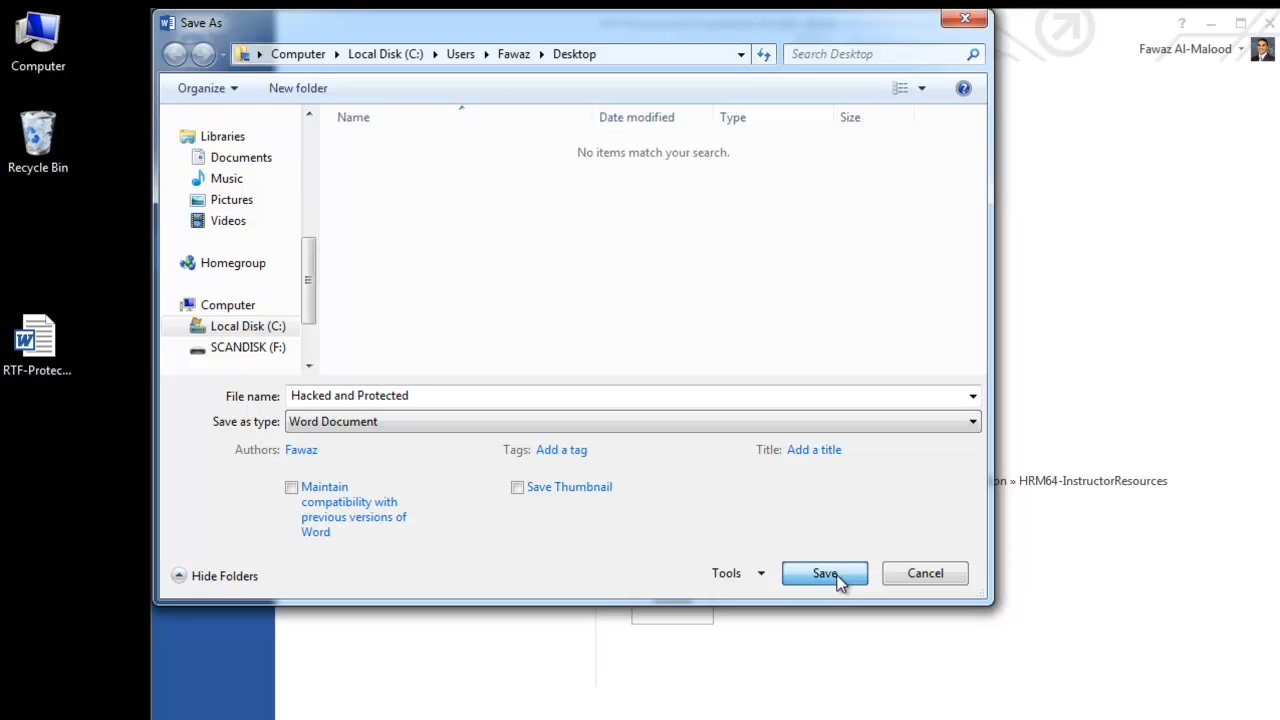 Save As
Computer
Local Disk (C:)
Users
Fawaz
Desktop
Search Desktop
?
Fawaz Al-Malood
Computer
Organize
New folder
?
Name
Date modified
Type
Size
No items match your search.
Libraries
Documents
Music
Pictures
Videos
Recycle Bin
Homegroup
Computer
Local Disk (C:)
SCANDISK (F:)
RTF-Protec...
File name:
Hacked and Protected
Save as type:
Word Document
Authors:
Fawaz
Tags:
Add a tag
Title:
Add a title
on » HRM64-InstructorResources
Maintain
compatibility with
previous versions of
Word
Save Thumbnail
Hide Folders
Tools
Save
Cancel